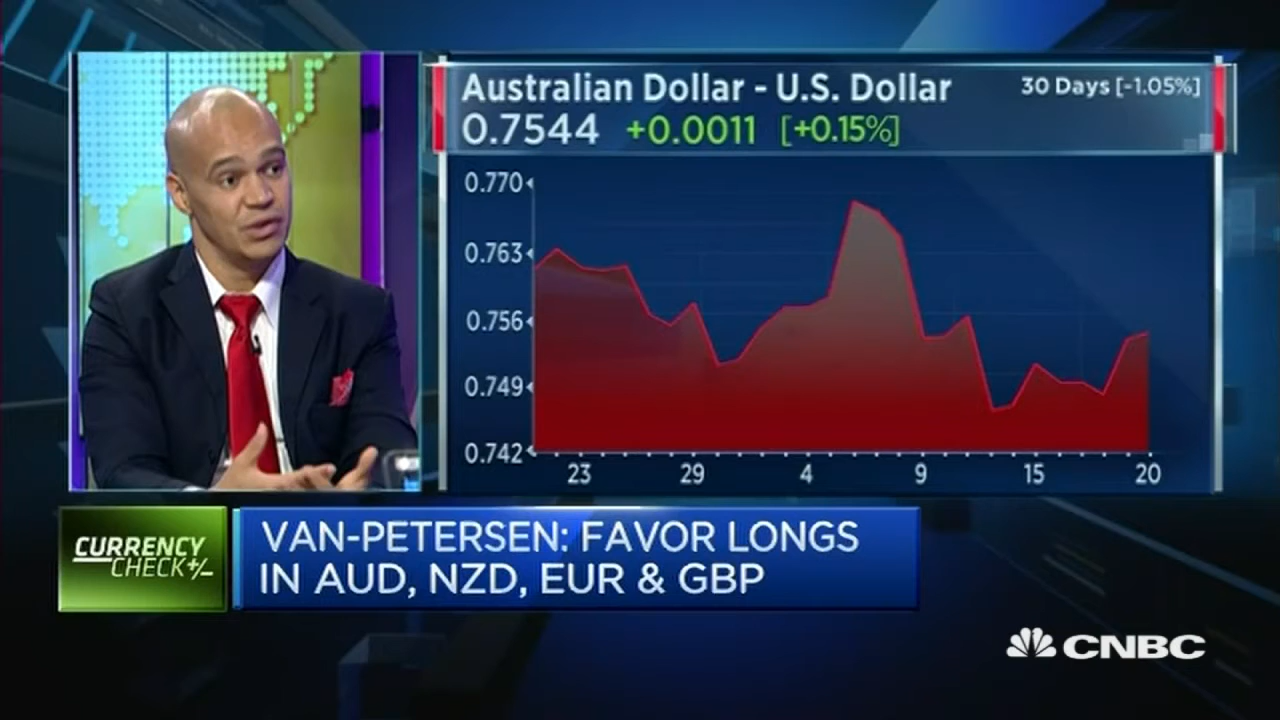 Australian Dollar - U.S. Dollar
30 Days [-1.05%]
0.7544 +0.0011 [+0.15%]
0.770
0.763
0.756
0.749
0.742
23 29 4 9 15 20
CURRENCY
CHECK+/-
VAN-PETERSEN: FAVOR LONGS
IN AUD, NZD, EUR & GBP
CNBC